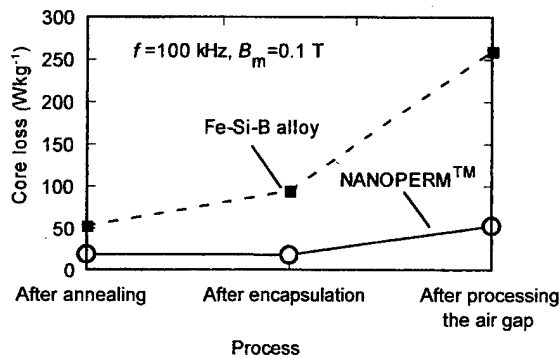 300
250
200
150
100
50
0
Core loss (Wkg⁻¹)
f=100 kHz, Bₘ=0.1 T
Fe-Si-B alloy
NANOPERM™
After annealing
After encapsulation
After processing
the air gap
Process